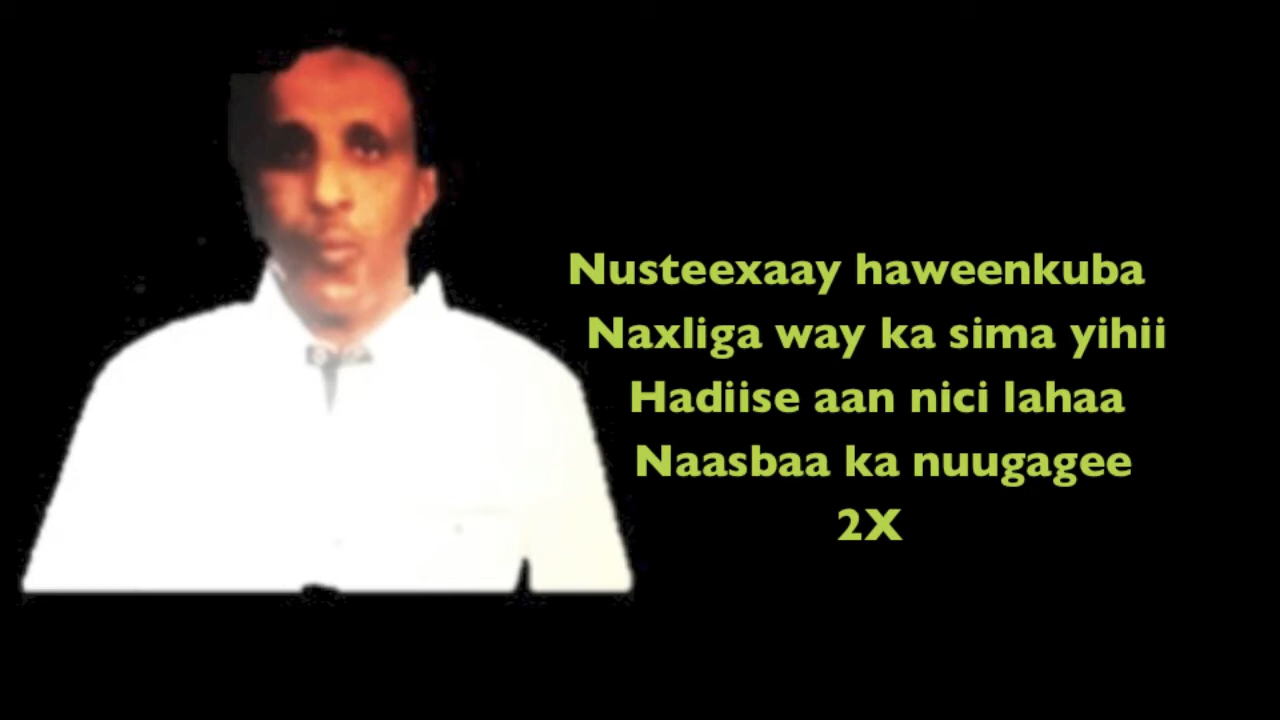 Nusteexaay haweenkuba
Naxliga way ka sima yihii
Hadiise aan nici lahaa
Naasbaa ka nuugagee
2X